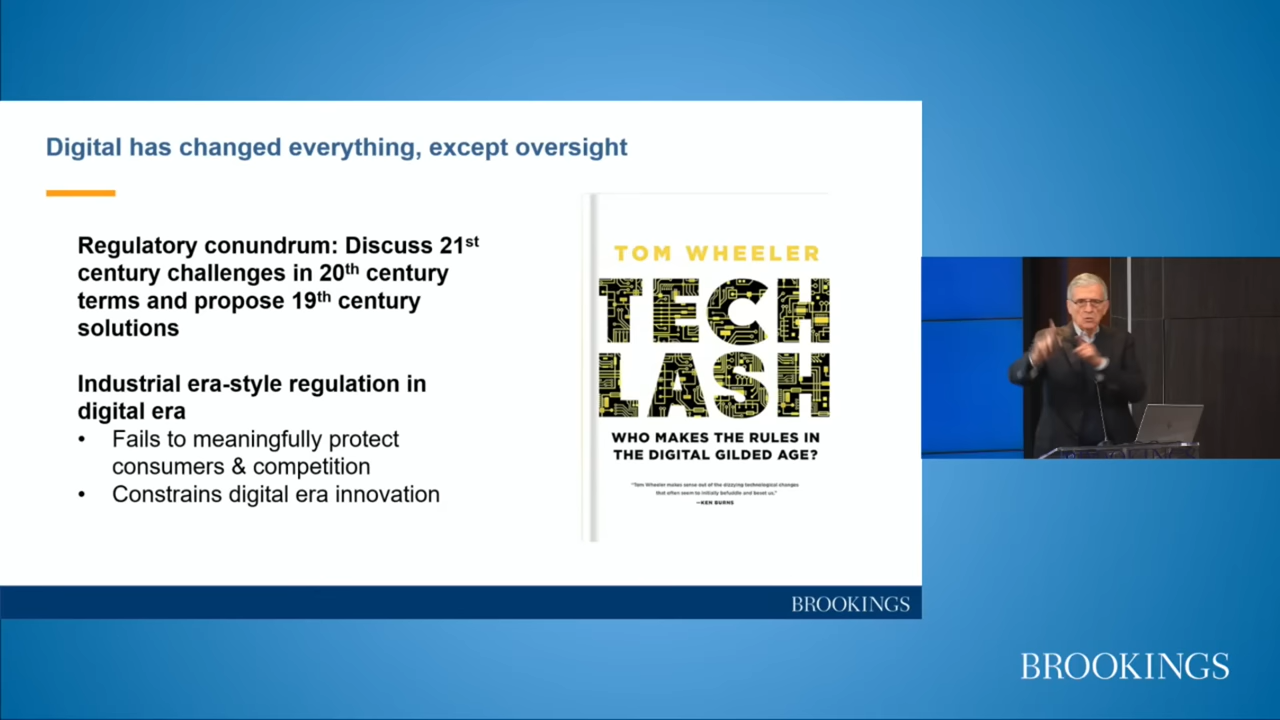 Digital has changed everything, except oversight
Regulatory conundrum: Discuss 21st
century challenges in 20th century
terms and propose 19th century
solutions
Industrial era-style regulation in
digital era
• Fails to meaningfully protect
consumers & competition
• Constrains digital era innovation
TOM WHEELER
TECH
LASH
WHO MAKES THE RULES IN
THE DIGITAL GILDED AGE?
"Tom Wheeler makes sense out of the dizzying technological changes
that often seem to initially befuddle and beset us."
—KEN BURNS
BROOKINGS
BROOKINGS